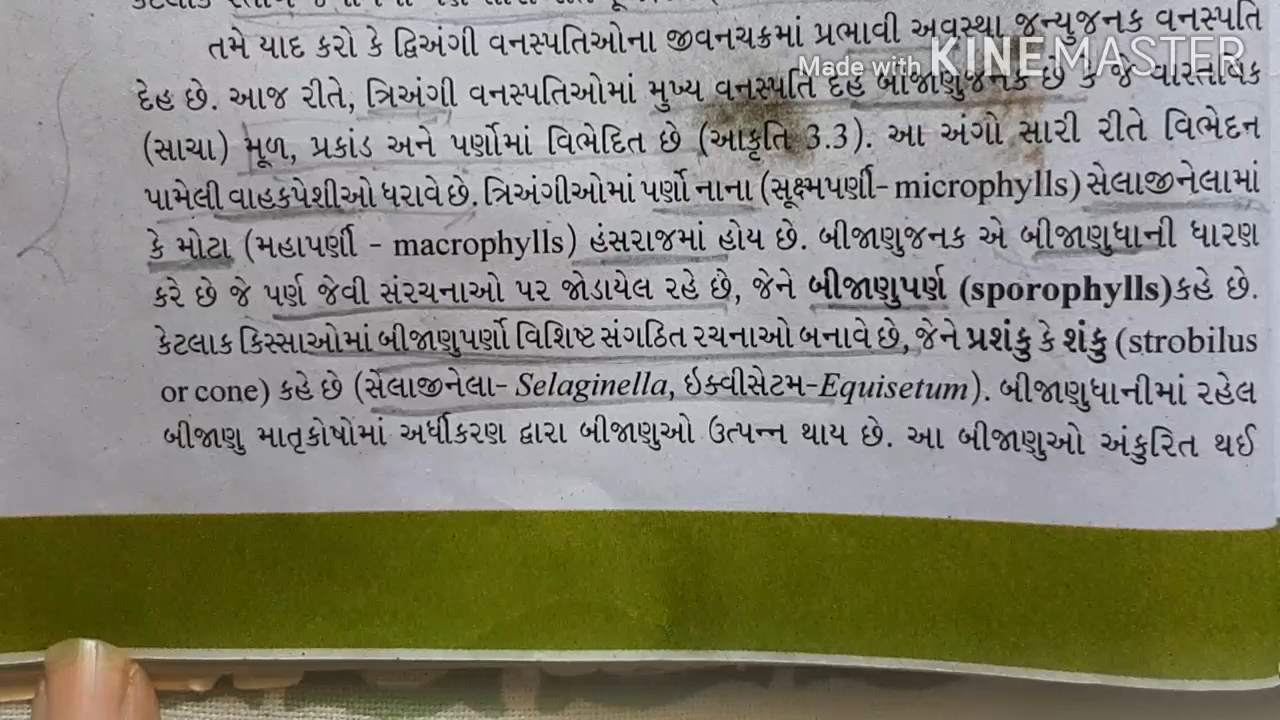 તમે યાદ કરો કે દ્વિઅંગી વનસ્પતિઓના જીવનચક્રમાં પ્રભાવી અવસ્થા જન્યુજનક વનસ્પતિ
Made with KINEMASTER
દેહ છે. આજ રીતે, ત્રિઅંગી વનસ્પતિઓમાં મુખ્ય વનસ્પતિ દેહ બીજાણુજનક છે કે જે વાસ્તવિક
(સાચા) મૂળ, પ્રકાંડ અને પર્ણોમાં વિભેદિત છે (આકૃતિ 3.3). આ અંગો સારી રીતે વિભેદન
પામેલી વાહકપેશીઓ ધરાવે છે. ત્રિઅંગીઓમાં પર્ણો નાના (સૂક્ષ્મપર્ણી- microphylls) સેલાજીનેલામાં
કે મોટા (મહાપર્ણી - macrophylls) હંસરાજમાં હોય છે. બીજાણુજનક એ બીજાણુધાની ધારણ
કરે છે જે પર્ણ જેવી સંરચનાઓ પર જોડાયેલ રહે છે, જેને બીજાણુપર્ણ (sporophylls)કહે છે.
કેટલાક કિસ્સાઓમાં બીજાણુપર્ણો વિશિષ્ટ સંગઠિત રચનાઓ બનાવે છે, જેને પ્રશંકુ કે શંકુ (strobilus
or cone) કહે છે (સેલાજીનેલા- Selaginella, ઇક્વીસેટમ-Equisetum). બીજાણુધાનીમાં રહેલ
બીજાણુ માતૃકોષોમાં અર્ધીકરણ દ્વારા બીજાણુઓ ઉત્પન્ન થાય છે. આ બીજાણુઓ અંકુરિત થઈ